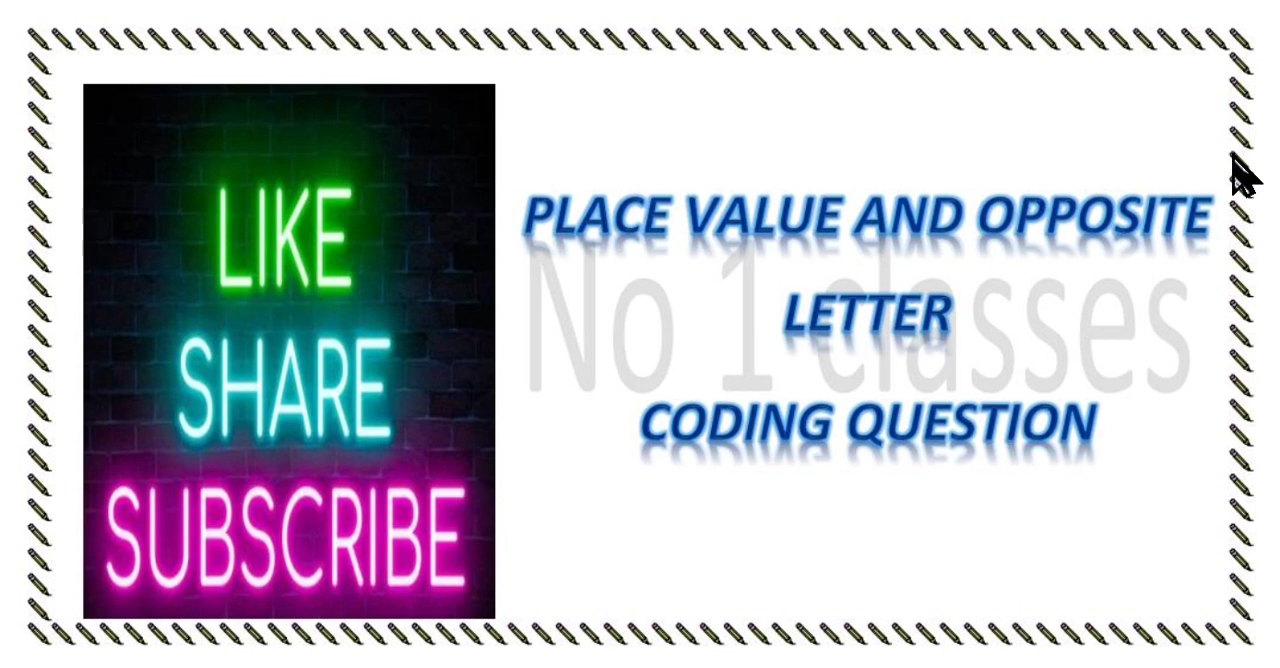 LIKE
SHARE
SUBSCRIBE
PLACE VALUE AND OPPOSITE
LETTER
CODING QUESTION
No 1 classes